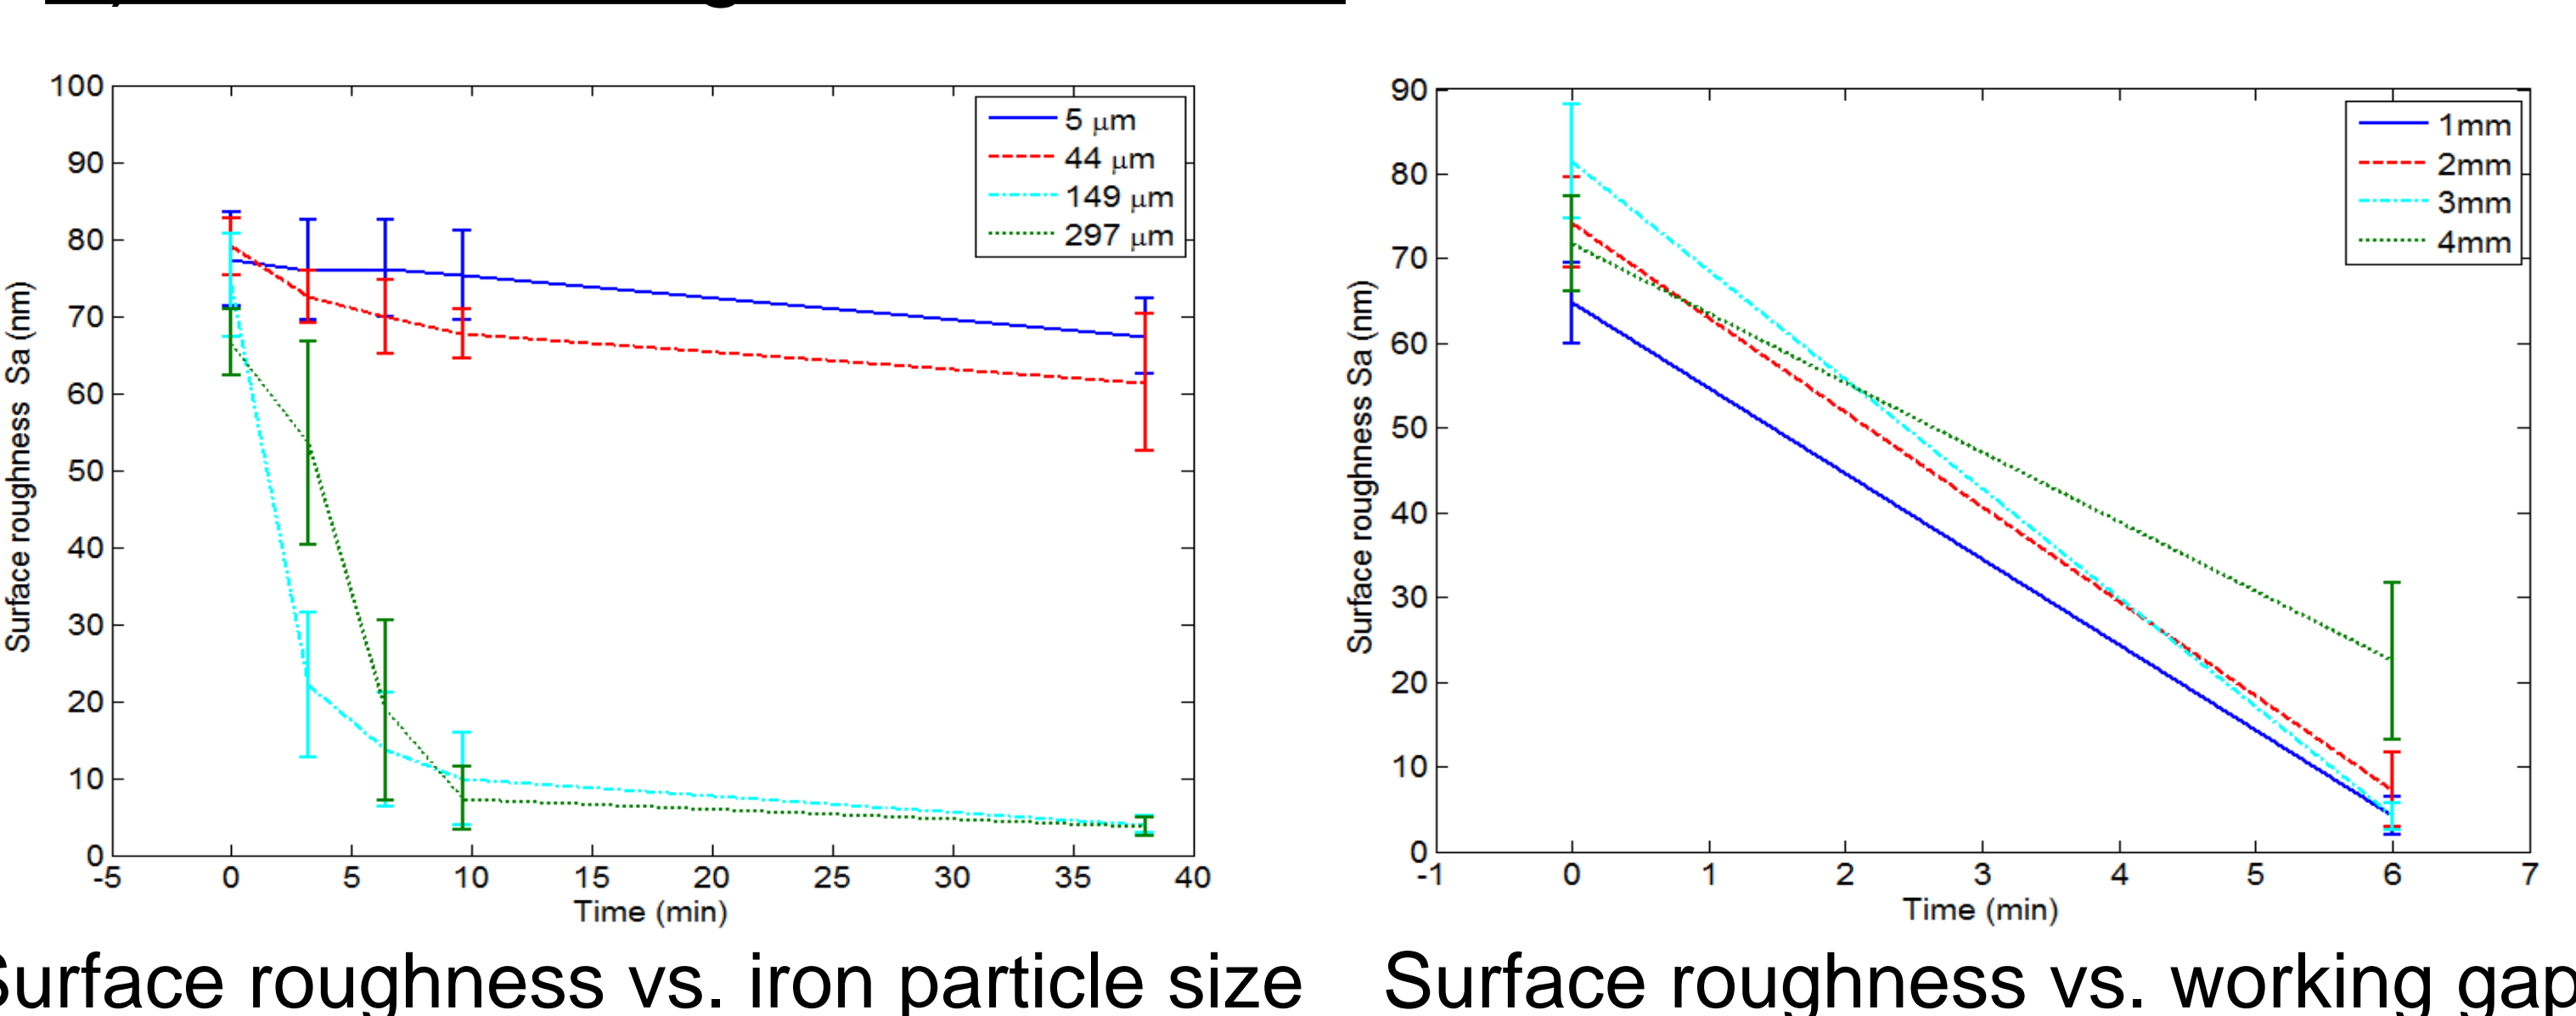 100
90
80
70
60
50
40
30
20
10
0
-5 0 5 10 15 20 25 30 35 40
Time (min)
Surface roughness Sa (nm)
5 μm
44 μm
149 μm
297 μm
Surface roughness vs. iron particle size
90
80
70
60
50
40
30
20
10
0
-1 0 1 2 3 4 5 6 7
Time (min)
Surface roughness Sa (nm)
1mm
2mm
3mm
4mm
Surface roughness vs. working gap